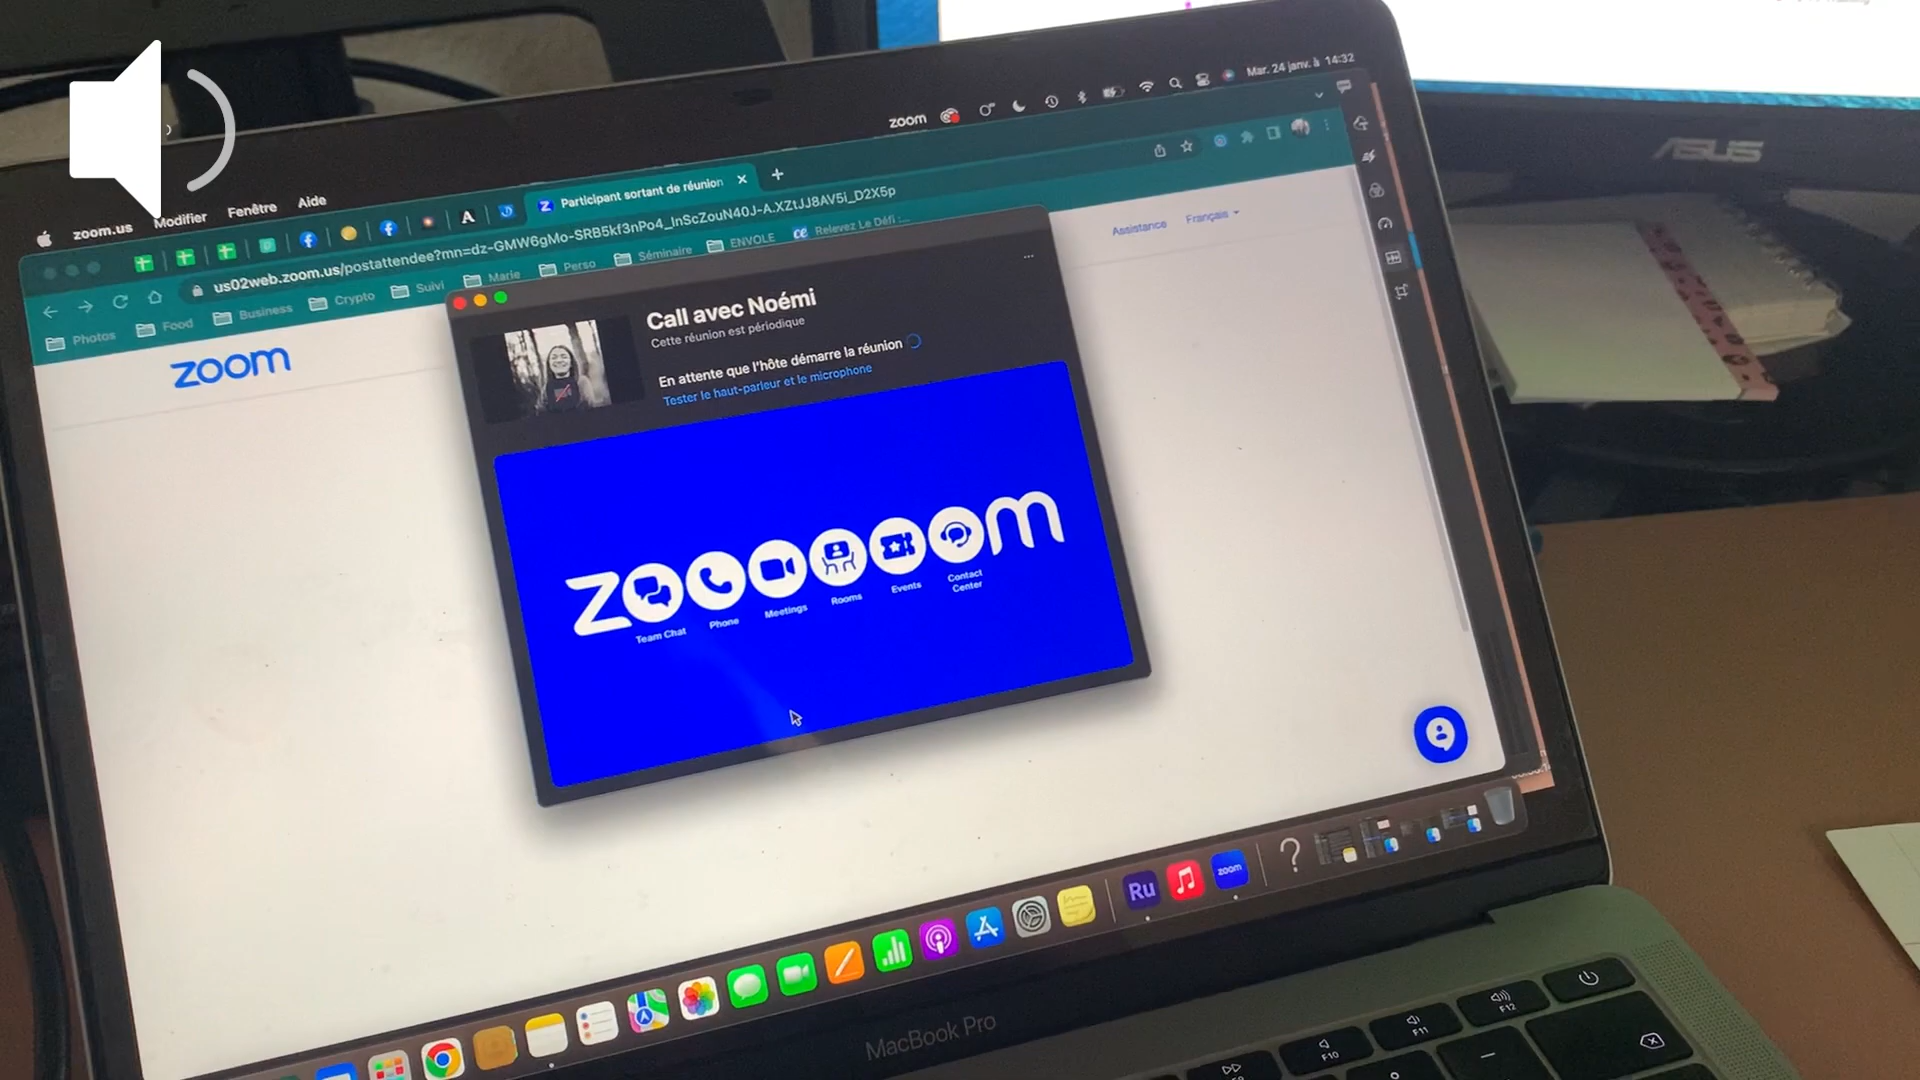 zoom
Mar. 24 janv. à 14:32
zoom.us
Modifier
Fenêtre
Aide
Participant sortant de réunion
us02web.zoom.us/postattendee?mn=dz-GMW6gMo-SRB5kf3nPo4_InScZouN40J-A.XZtJJ8AV5i_D2X5p
Photos
Food
Business
Crypto
Suivi
Marie
Perso
Séminaire
ENVOLE
Relevez Le Défi :...
zoom
Assistance
Français
Call avec Noémi
Cette réunion est périodique
En attente que l'hôte démarre la réunion
Tester le haut-parleur et le microphone
zoooooom
Team Chat
Phone
Meetings
Rooms
Events
Contact
Center
Ru
zoom
MacBook Pro
F10
F11
F12
ASUS